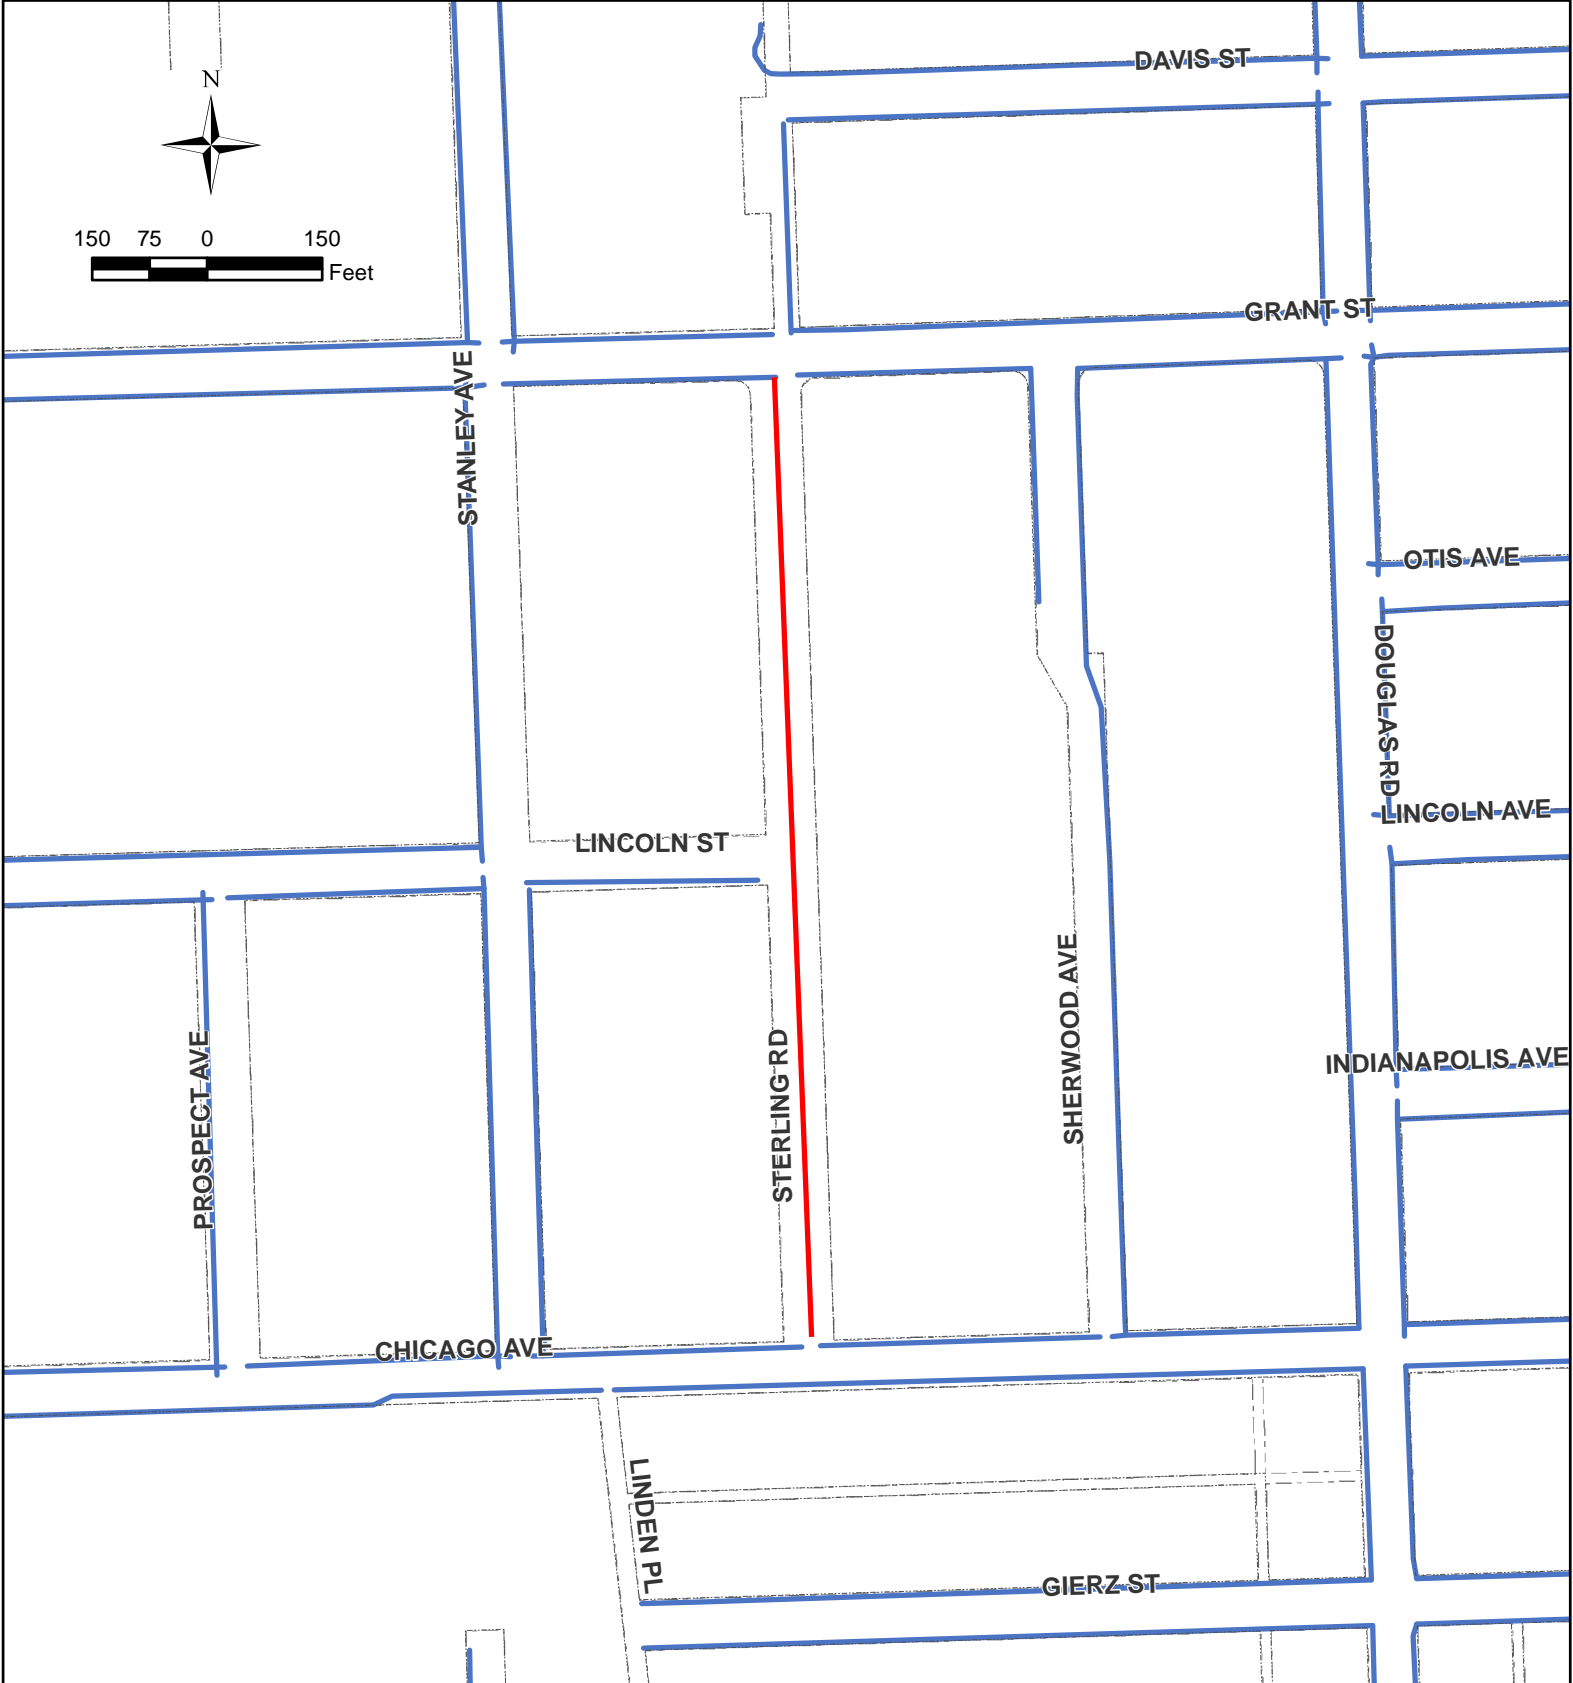 DAVIS ST
N
150 75 0 150
Feet
GRANT ST
STANLEY AVE
OTIS AVE
DOUGLAS RD
LINCOLN AVE
LINCOLN ST
SHERWOOD AVE
STERLING RD
PROSPECT AVE
INDIANAPOLIS AVE
CHICAGO AVE
LINDEN PL
GIERZ ST